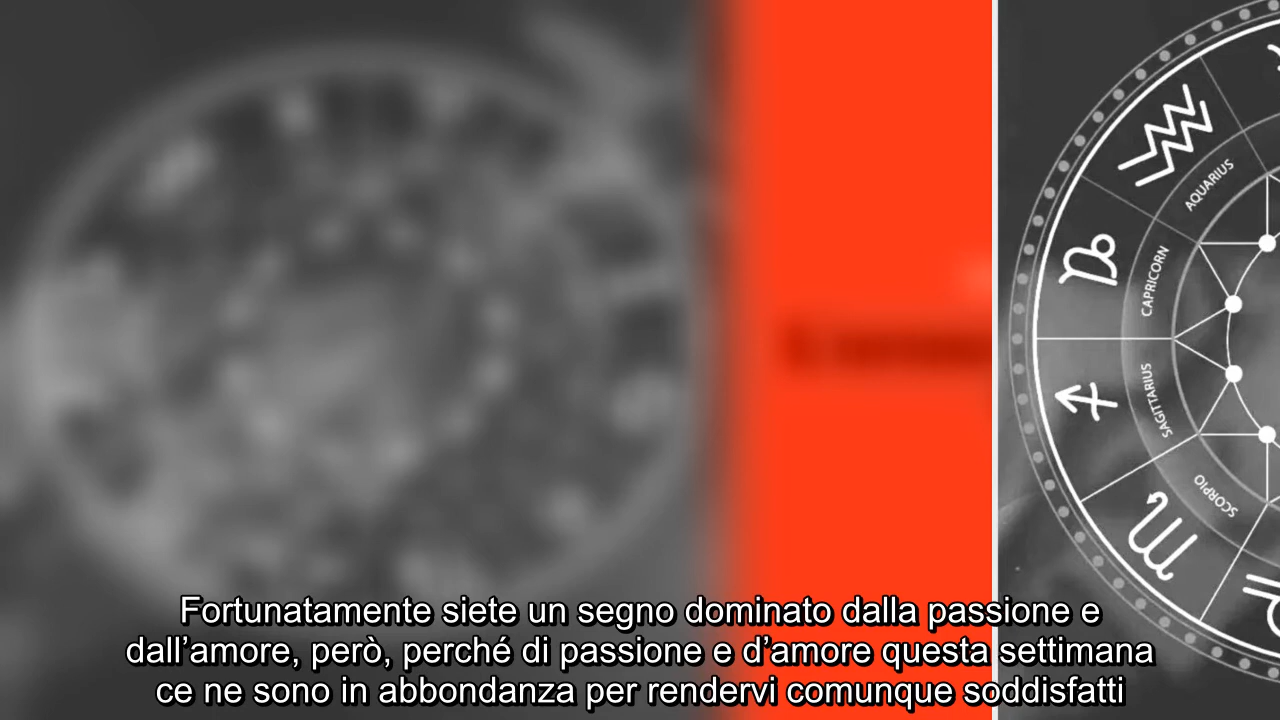 AQUARIUS
CAPRICORN
SAGITTARIUS
SCORPIO
Fortunatamente siete un segno dominato dalla passione e
dall’amore, però, perché di passione e d’amore questa settimana
ce ne sono in abbondanza per rendervi comunque soddisfatti